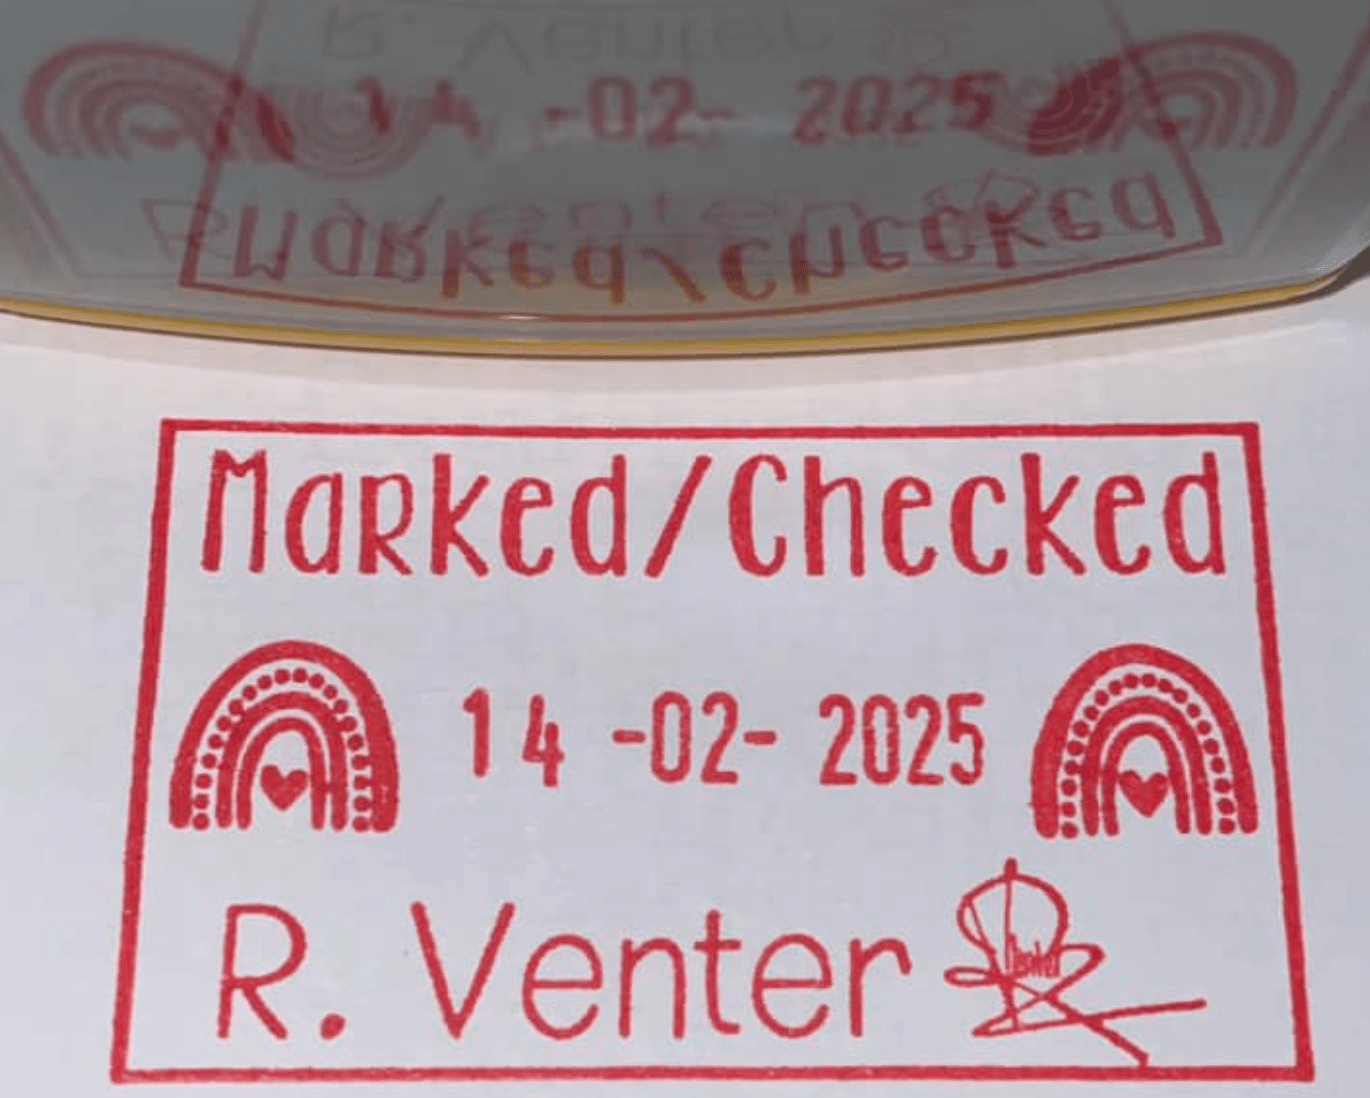 Marked/Checked
14 -02- 2025
R. Venter